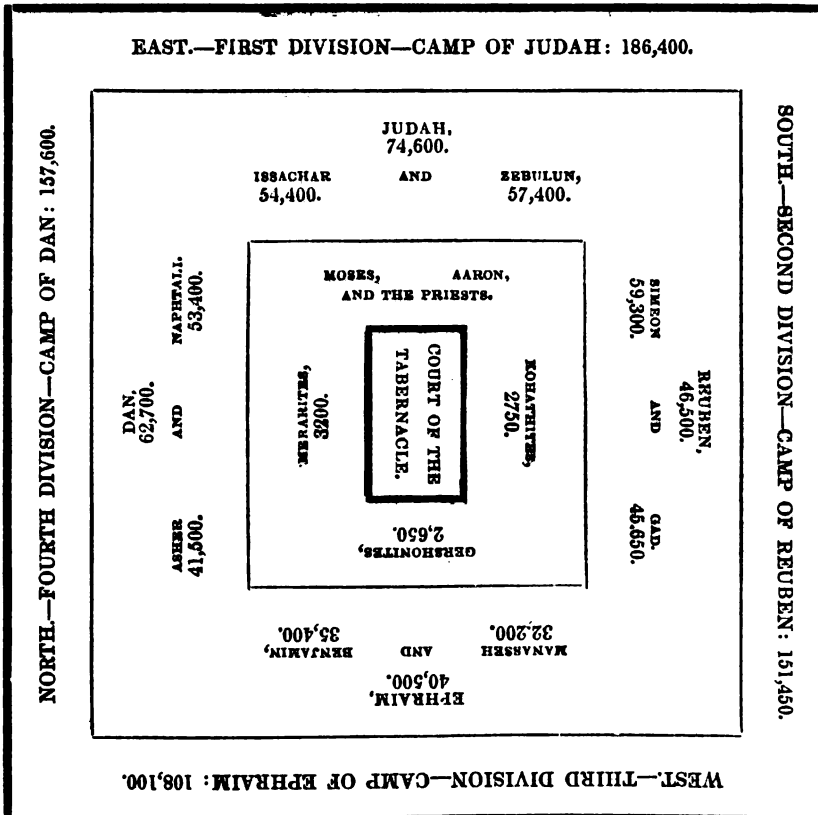 EAST.—FIRST DIVISION—CAMP OF JUDAH: 186,400.
JUDAH,
74,600.
ISSACHAR AND ZEBULUN,
54,400. 57,400.
SOUTH.—SECOND DIVISION—CAMP OF REUBEN: 151,450.
REUBEN,
46,500.
SIMEON AND GAD.
59,300. 45.650.
WEST.—THIRD DIVISION—CAMP OF EPHRAIM: 108,100.
EPHRAIM,
40,500.
MANASSEH AND BENJAMIN,
32.200. 35,400.
NORTH.—FOURTH DIVISION—CAMP OF DAN: 157,600.
DAN,
62,700.
ASHER AND NAPHTALI.
41,500. 53,400.
MOSES, AARON,
AND THE PRIESTS.
KOHATHITES,
2750.
GERSHONITES,
2,650.
MERARITES,
3200.
COURT OF THE
TABERNACLE.